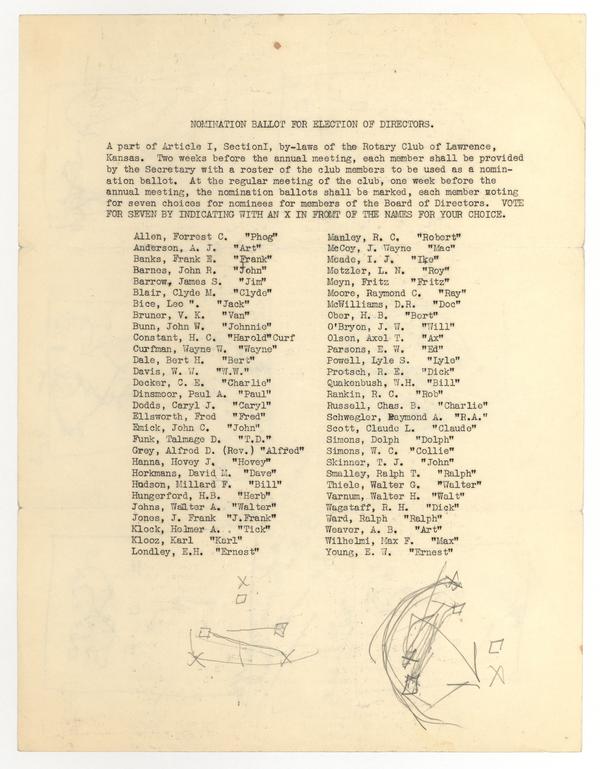 NOMINATION BALLOT FOR ELECTION OF DIRECTORS.
A part of Article I, SectionI, by-laws of the Rotary Club of Lawrence,
Kansas. Two weeks before the annual meeting, each member shall be provided
by the Secretary with a roster of the club members to be used as a nomin-
ation ballot. At the regular meeting of the club, one week before the
annual meeting, the nomination ballots shall be marked, each member voting
for seven choices for nominees for members of the Board of Directors. VOTE
FOR SEVEN BY INDICATING WITH AN X IN FRONT OF THE NAMES FOR YOUR CHOICE.
Allen, Forrest C. "Phog"
Anderson, A. J. "Art"
Banks, Frank E. "Frank"
Barnes, John R. "John"
Barrow, James S. "Jim"
Blair, Clyde M. "Clyde"
Bice, Leo ". "Jack"
Bruner, V. K. "Van"
Bunn, John W. "Johnnie"
Constant, H. C. "Harold"Curf
Curfman, Wayne W. "Wayne"
Dale, Bert H. "Bert"
Davis, W. W. "W.W."
Decker, C. E. "Charlie"
Dinsmoor, Paul A. "Paul"
Dodds, Caryl J. "Caryl"
Ellsworth, Fred "Fred"
Emick, John C. "John"
Funk, Talmage D. "T.D."
Grey, Alfred D. (Rev.) "Alfred"
Hanna, Hovey J. "Hovey"
Horkmans, David M. "Dave"
Hudson, Millard F. "Bill"
Hungerford, H.B. "Herb"
Johns, Walter A. "Walter"
Jones, J. Frank "J.Frank"
Klock, Helmer A. "Tick"
Klooz, Karl "Karl"
Londley, E.H. "Ernest"
Manley, R. C. "Robert"
McCoy, J. Wayne "Mac"
Meade, I. J. "Ike"
Metzler, L. N. "Roy"
Meyn, Fritz "Fritz"
Moore, Raymond C. "Ray"
McWilliams, D.R. "Doc"
Ober, H. B. "Bert"
O'Bryon, J. W. "Will"
Olson, Axel T. "Ax"
Parsons, E. W. "Ed"
Powell, Lyle S. "Lyle"
Protsch, R. E. "Dick"
Quakenbush, W.H. "Bill"
Rankin, R. C. "Rob"
Russell, Chas. B. "Charlie"
Schwegler, Raymond A. "R.A."
Scott, Claude L. "Claude"
Simons, Dolph "Dolph"
Simons, W. C. "Collie"
Skinner, T. J. "John"
Smalley, Ralph T. "Ralph"
Thiele, Walter G. "Walter"
Varnum, Walter H. "Walt"
Wagstaff, R. H. "Dick"
Ward, Ralph "Ralph"
Weaver, A. B. "Art"
Wilhelmi, Max F. "Max"
Young, E. W. "Ernest"